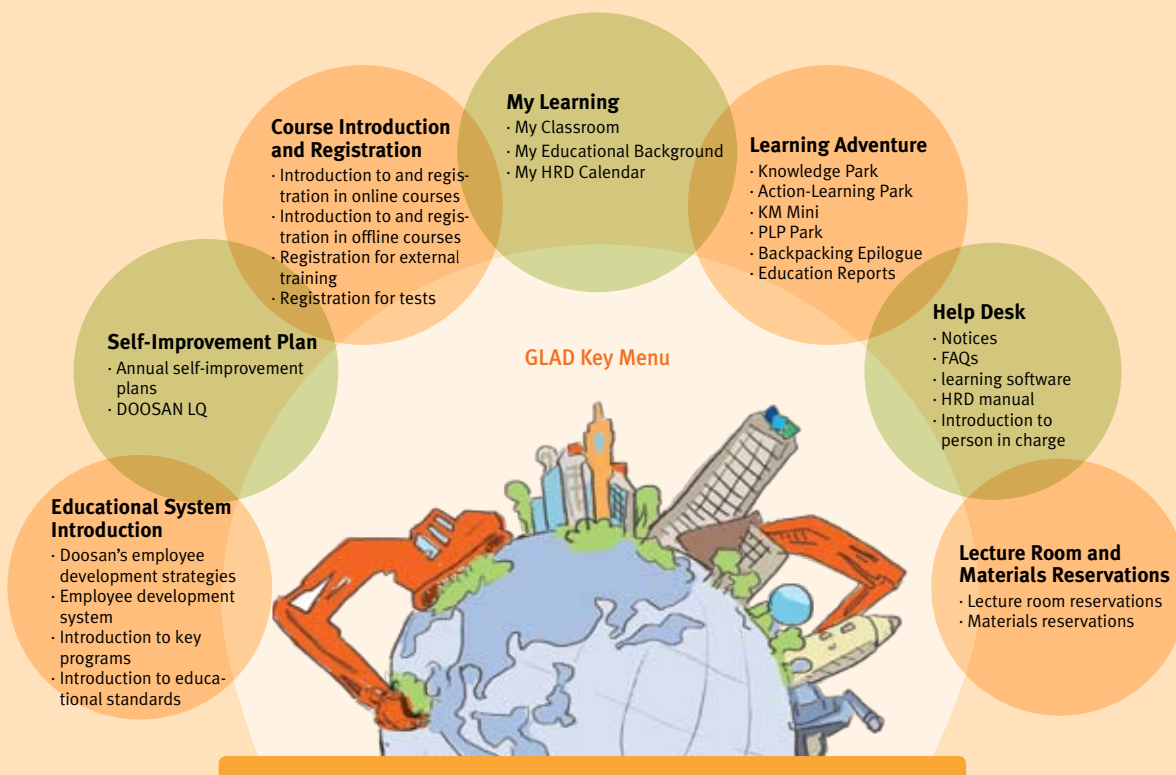 Educational System
Introduction
· Doosan's employee
development strategies
· Employee development
system
· Introduction to key
programs
· Introduction to educa-
tional standards
Self-Improvement Plan
· Annual self-improvement
plans
· DOOSAN LQ
Course Introduction
and Registration
· Introduction to and regis-
tration in online courses
· Introduction to and regis-
tration in offline courses
· Registration for external
training
· Registration for tests
My Learning
· My Classroom
· My Educational Background
· My HRD Calendar
Learning Adventure
· Knowledge Park
· Action-Learning Park
· KM Mini
· PLP Park
· Backpacking Epilogue
· Education Reports
Help Desk
· Notices
· FAQs
· learning software
· HRD manual
· Introduction to
person in charge
Lecture Room and
Materials Reservations
· Lecture room reservations
· Materials reservations
GLAD Key Menu